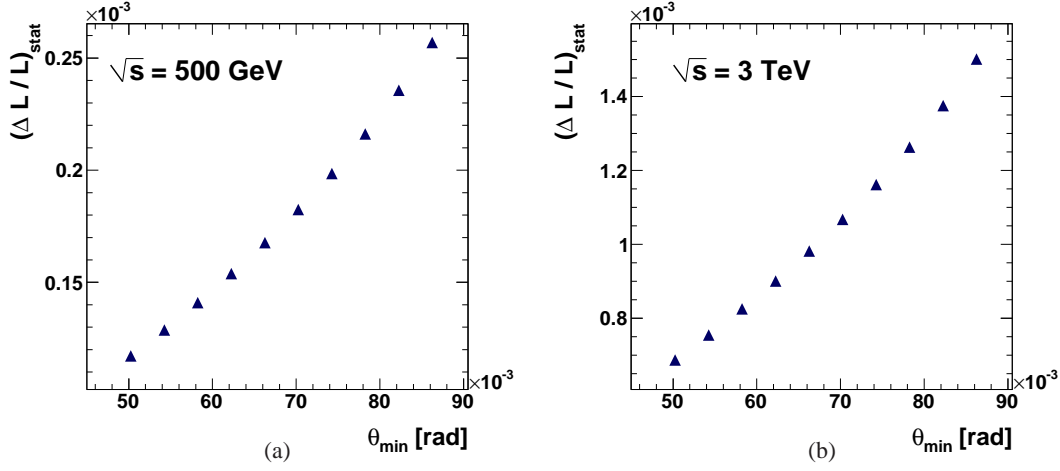 ×10⁻³
(Δ L / L)stat
√s = 500 GeV
0.25
0.2
0.15
50 60 70 80 90
×10⁻³
θmin [rad]
(a)
×10⁻³
(Δ L / L)stat
√s = 3 TeV
1.4
1.2
1
0.8
50 60 70 80 90
×10⁻³
θmin [rad]
(b)